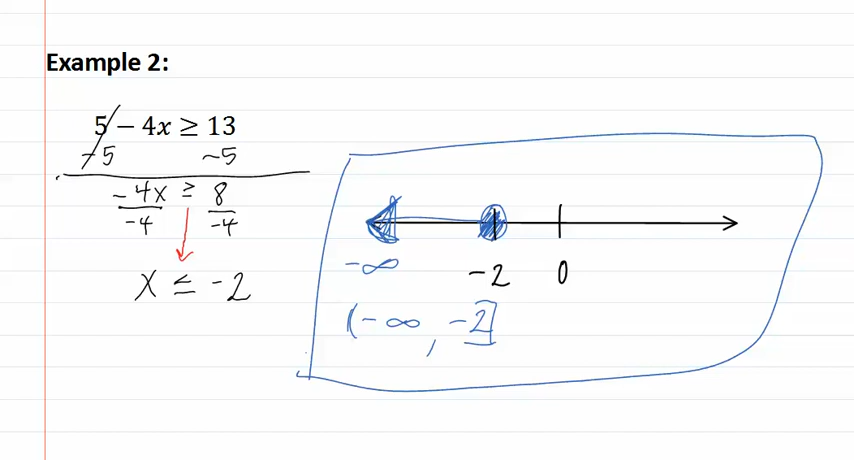 Example 2:
5 − 4x ≥ 13
−5 −5
−4x ≥ 8
−4 −4
x ≤ −2
−∞ −2 0
(−∞, −2]